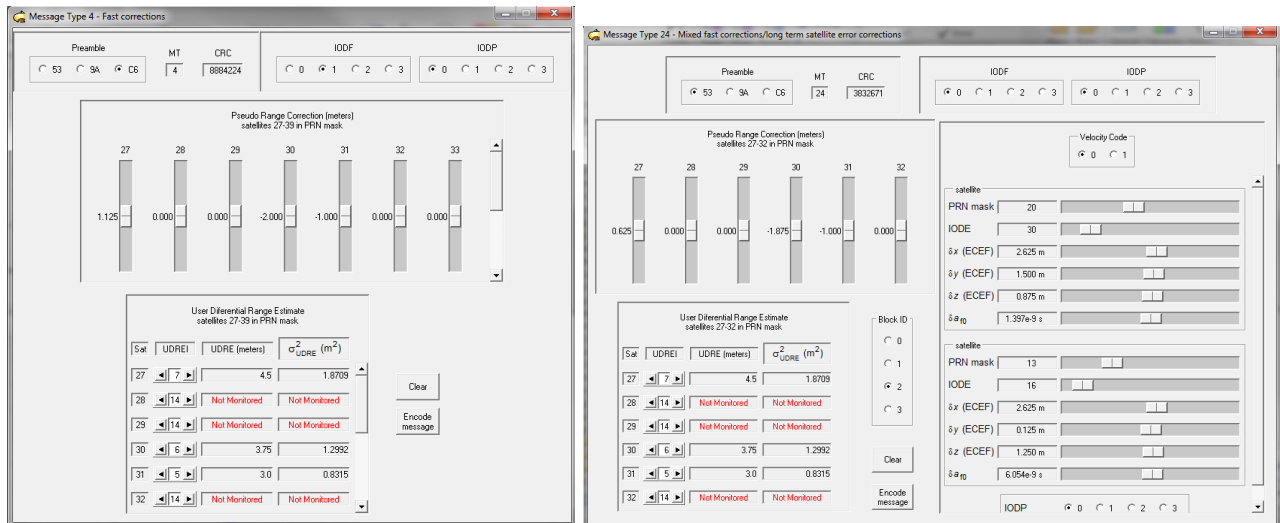 Message Type 4 - Fast corrections
Preamble
53 9A C6
MT
4
CRC
8884224
IODF
0 1 2 3
IODP
0 1 2 3
Pseudo Range Correction (meters)
satellites 27-39 in PRN mask
27 28 29 30 31 32 33
1.125 0.000 0.000 -2.000 -1.000 0.000 0.000
User Diferential Range Estimate
satellites 27-39 in PRN mask
Sat UDREI UDRE (meters) σ²UDRE (m²)
27 7 4.5 1.8709
28 14 Not Monitored Not Monitored
29 14 Not Monitored Not Monitored
30 6 3.75 1.2992
31 5 3.0 0.8315
32 14 Not Monitored Not Monitored
Clear
Encode
message
Message Type 24 - Mixed fast corrections/long term satellite error corrections
Preamble
53 9A C6
MT
24
CRC
3832671
IODF
0 1 2 3
IODP
0 1 2 3
Pseudo Range Correction (meters)
satellites 27-32 in PRN mask
27 28 29 30 31 32
0.625 0.000 0.000 -1.875 -1.000 0.000
User Diferential Range Estimate
satellites 27-32 in PRN mask
Sat UDREI UDRE (meters) σ²UDRE (m²)
27 7 4.5 1.8709
28 14 Not Monitored Not Monitored
29 14 Not Monitored Not Monitored
30 6 3.75 1.2992
31 5 3.0 0.8315
32 14 Not Monitored Not Monitored
Block ID
0
1
2
3
Clear
Encode
message
Velocity Code
0 1
satellite
PRN mask 20
IODE 30
δx (ECEF) 2.625 m
δy (ECEF) 1.500 m
δz (ECEF) 0.875 m
δaf0 1.397e-9 s
satellite
PRN mask 13
IODE 16
δx (ECEF) 2.625 m
δy (ECEF) 0.125 m
δz (ECEF) 1.250 m
δaf0 6.054e-9 s
IODP 0 1 2 3